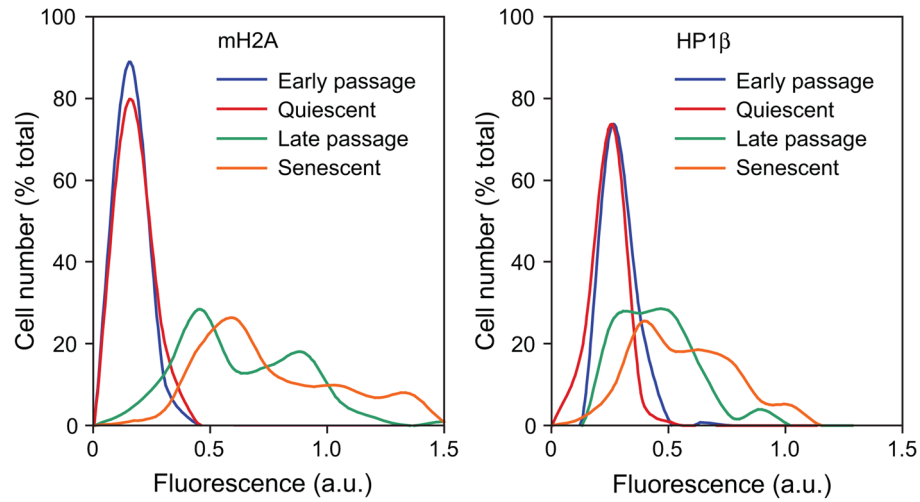 mH2A
Early passage
Quiescent
Late passage
Senescent
Cell number (% total)
100
80
60
40
20
0
0 0.5 1.0 1.5
Fluorescence (a.u.)
HP1β
Early passage
Quiescent
Late passage
Senescent
Cell number (% total)
100
80
60
40
20
0
0 0.5 1.0 1.5
Fluorescence (a.u.)